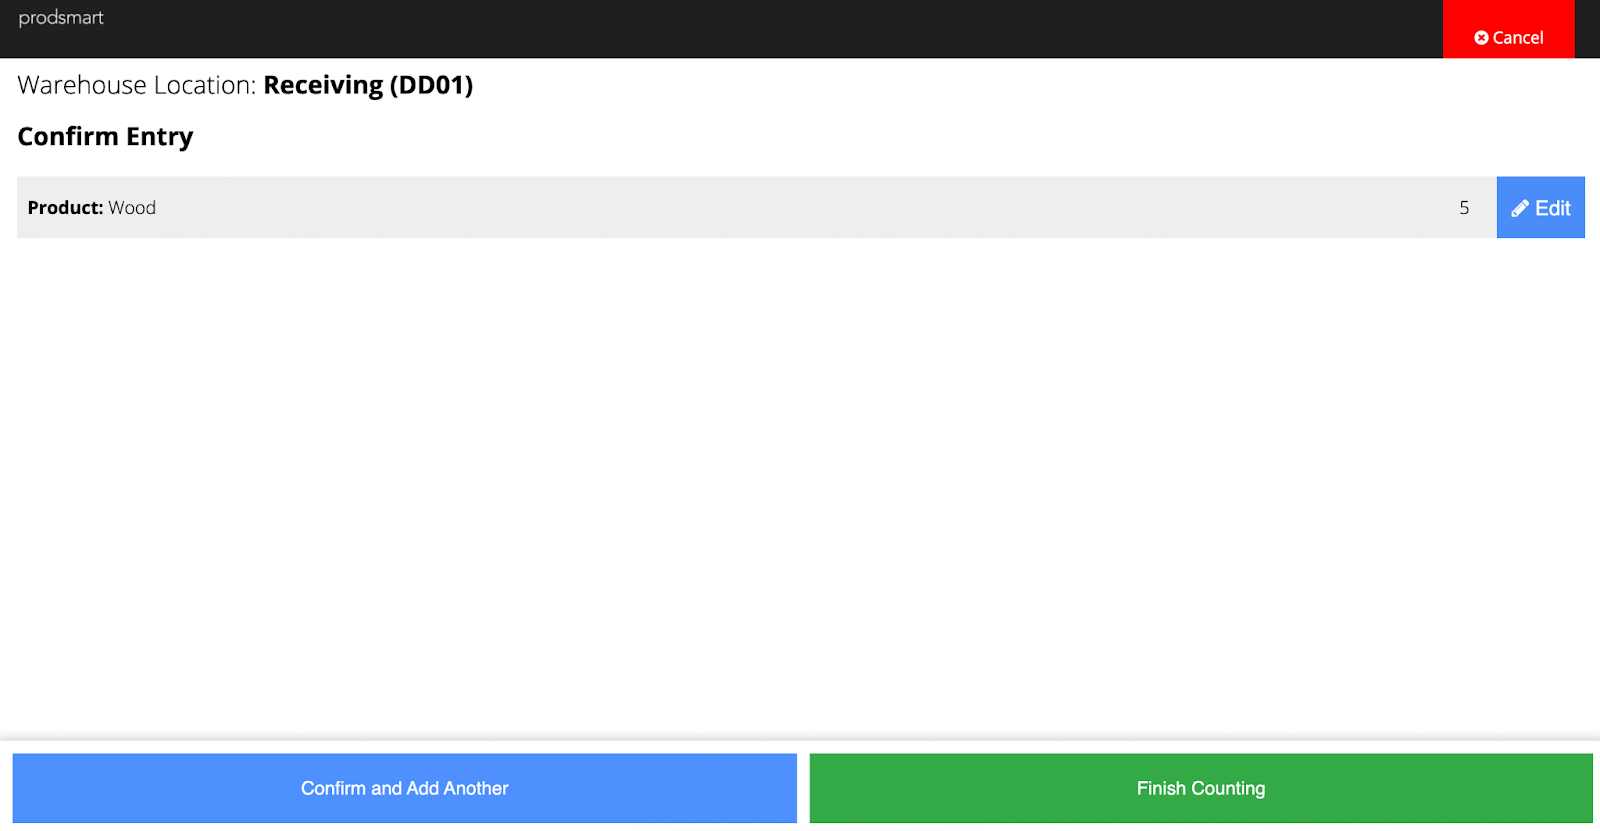 prodsmart
Cancel
Warehouse Location: Receiving (DD01)
Confirm Entry
Product: Wood 5 Edit
Confirm and Add Another Finish Counting